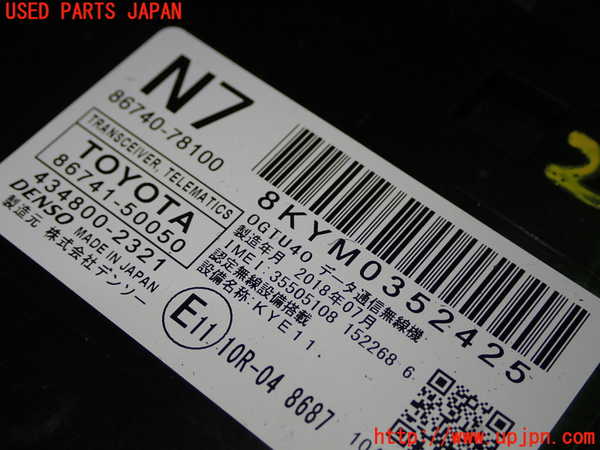 USED PARTS JAPAN
N7
86740-78100
TRANSCEIVER, TELEMATICS
TOYOTA
86741-50050
434800-2321
DENSO MADE IN JAPAN
製造元 株式会社デンソー
8KYM0352425
0GTU40 データ通信無線機
製造年月 2018年07月
IMEI:35505108 152268 6
認定無線設備搭載
設備名称:KYE11.
E11 10R-04 8687
2
http://www.upjpn.com